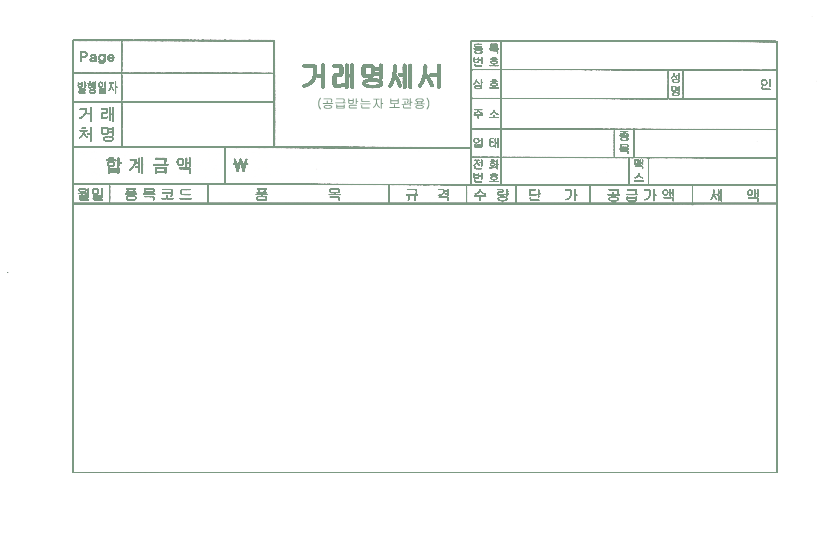 Page
발행일자
거래
처명
거래명세서
(공급받는자 보관용)
등록
번호
상호
성명
인
주소
업태
종목
전화
번호
팩스
합계금액 ₩
월일 품목코드 품목 규격 수량 단가 공급가액 세액